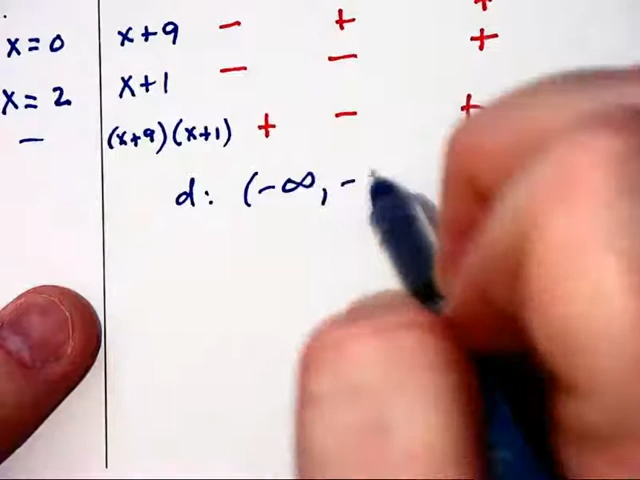 x=0 x+9 - + +
x=2 x+1 - - +
- (x+9)(x+1) + - +
d: (-∞, -